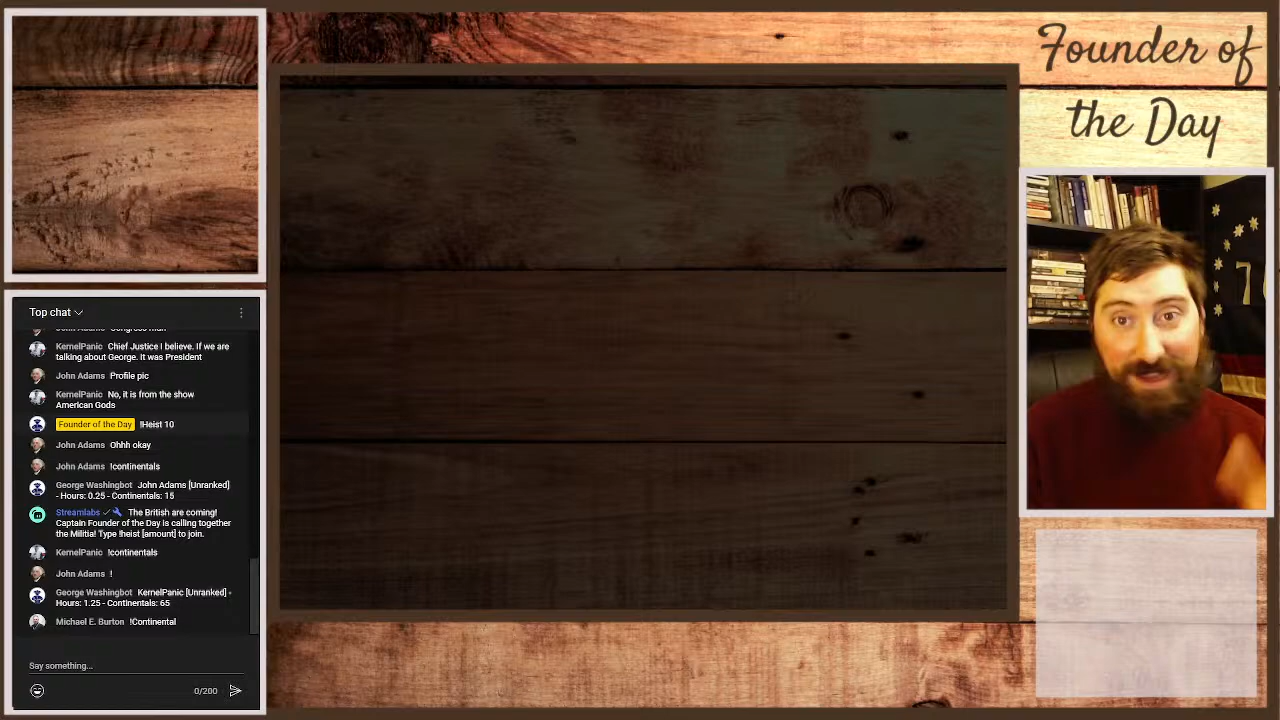 Founder of
the Day
Top chat
John Adams Congress man
KernelPanic Chief Justice I believe. If we are
talking about George. It was President
John Adams Profile pic
KernelPanic No, it is from the show
American Gods
Founder of the Day !Heist 10
John Adams Ohhh okay
John Adams !continentals
George Washingbot John Adams [Unranked]
- Hours: 0.25 - Continentals: 15
Streamlabs The British are coming!
Captain Founder of the Day is calling together
the Militia! Type !heist [amount] to join.
KernelPanic !continentals
John Adams !
George Washingbot KernelPanic [Unranked] -
Hours: 1.25 - Continentals: 65
Michael E. Burton !Continental
Say something...
0/200